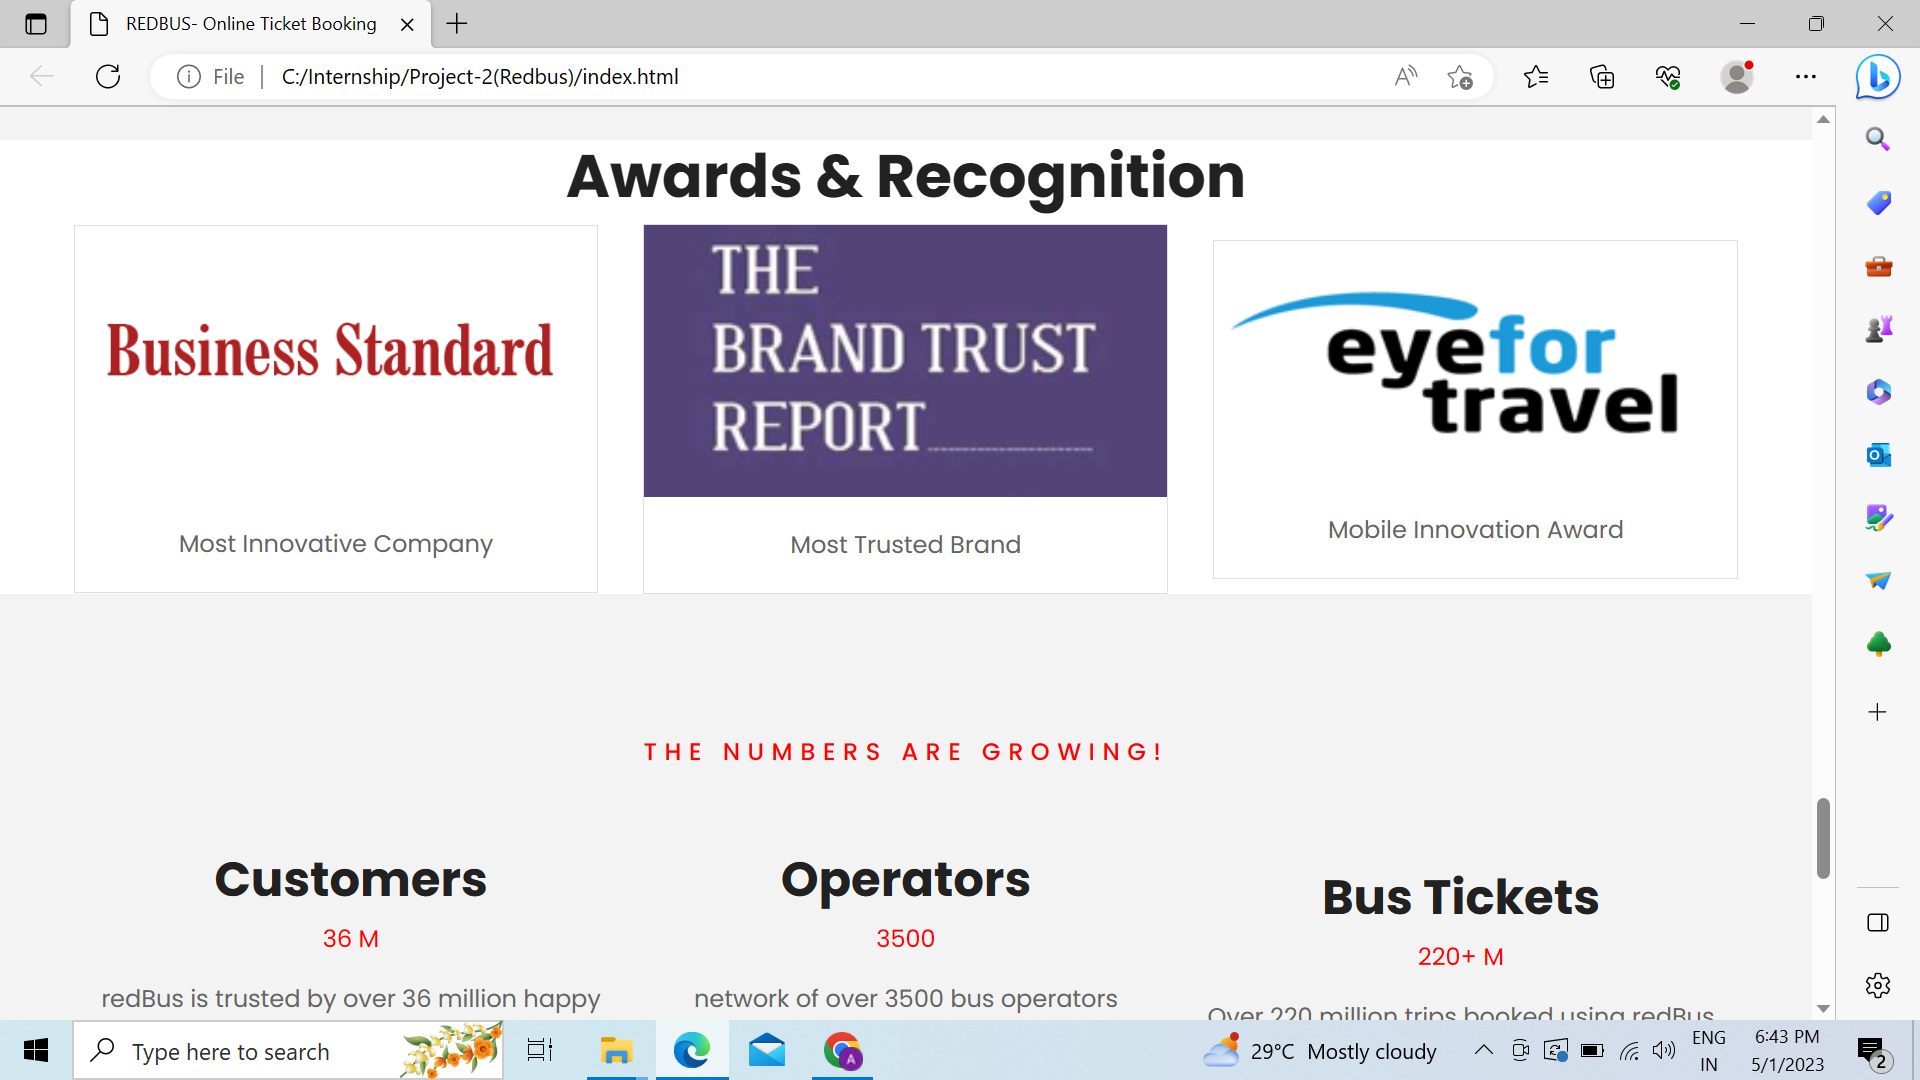 REDBUS- Online Ticket Booking
File
C:/Internship/Project-2(Redbus)/index.html
Awards & Recognition
Business Standard
Most Innovative Company
THE
BRAND TRUST
REPORT
Most Trusted Brand
eyefor
travel
Mobile Innovation Award
THE NUMBERS ARE GROWING!
Customers
36 M
redBus is trusted by over 36 million happy
Operators
3500
network of over 3500 bus operators
Bus Tickets
220+ M
Over 220 million trips booked using redBus
Type here to search
29°C Mostly cloudy
ENG
IN
6:43 PM
5/1/2023
2